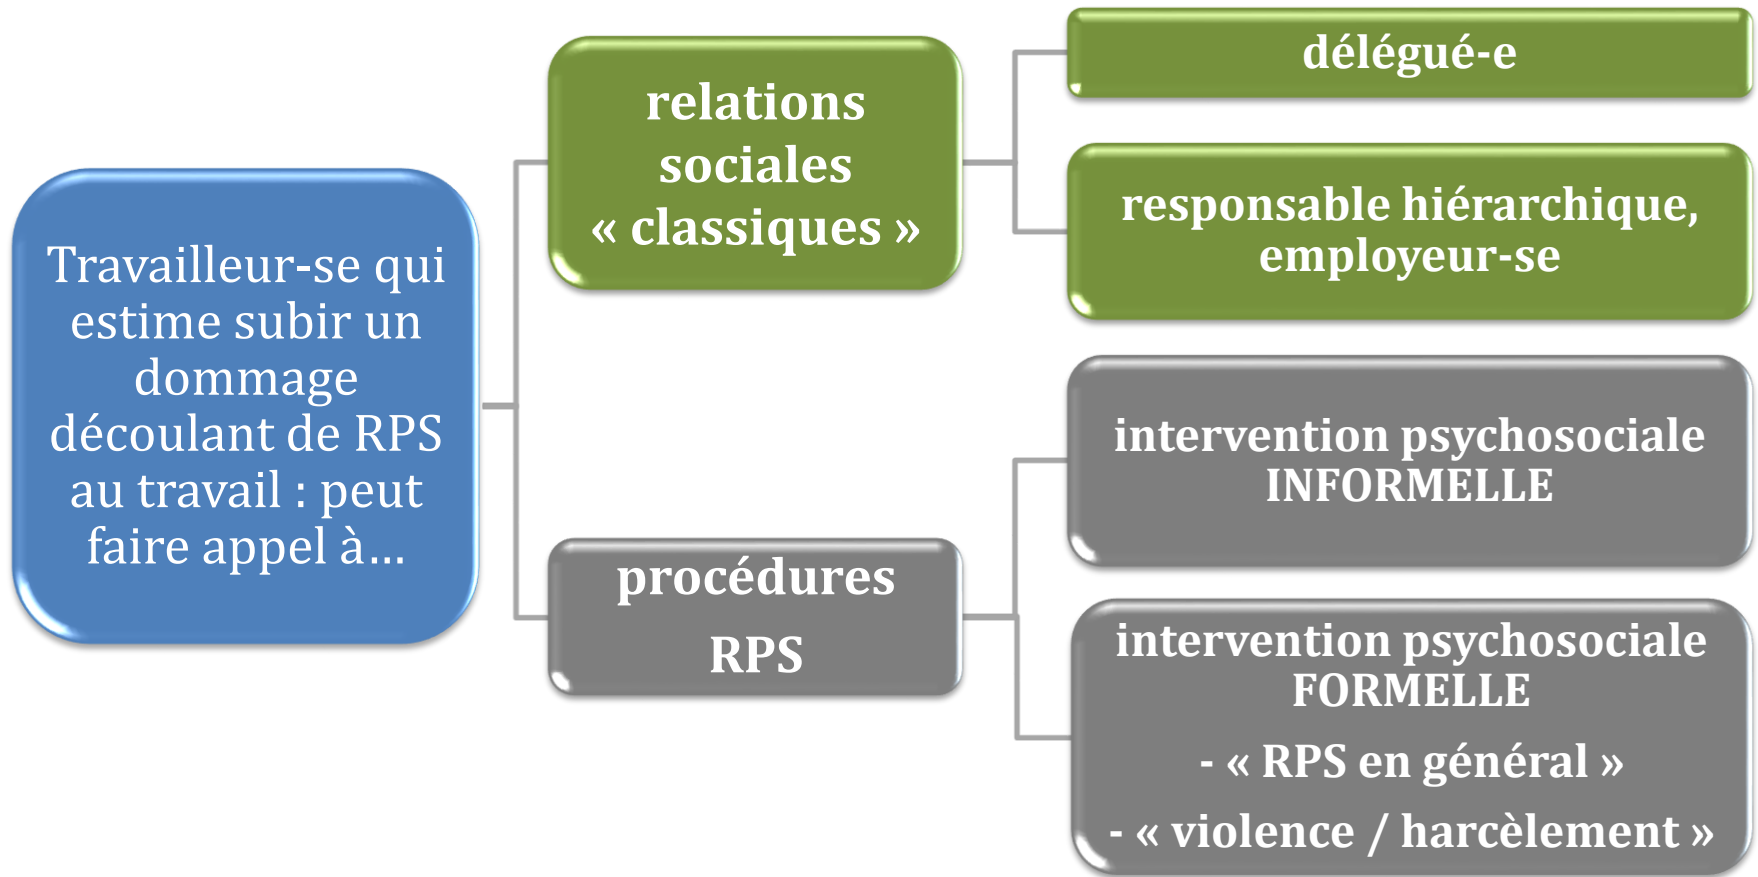 Travailleur-se qui
estime subir un
dommage
découlant de RPS
au travail : peut
faire appel à...
relations
sociales
« classiques »
délégué-e
responsable hiérarchique,
employeur-se
procédures
RPS
intervention psychosociale
INFORMELLE
intervention psychosociale
FORMELLE
- « RPS en général »
- « violence / harcèlement »